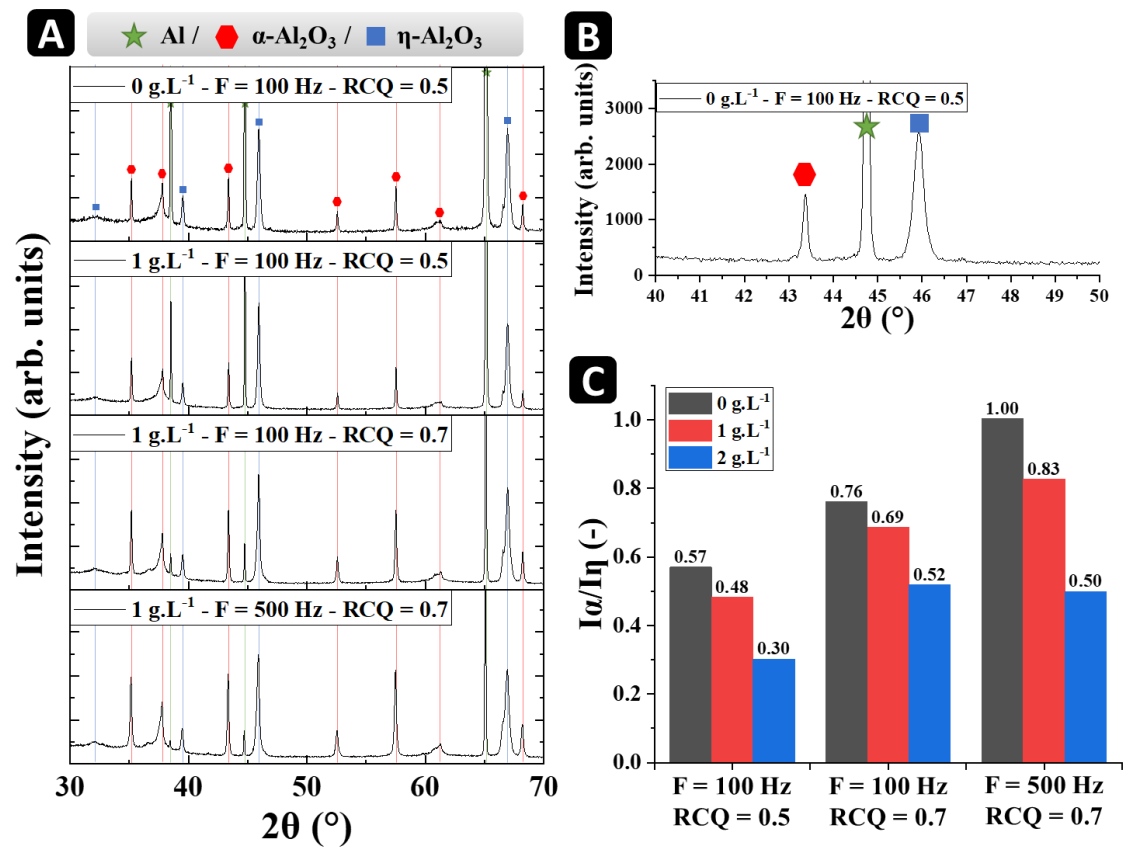 A
Al / α-Al₂O₃ / η-Al₂O₃
0 g.L⁻¹ - F = 100 Hz - RCQ = 0.5
1 g.L⁻¹ - F = 100 Hz - RCQ = 0.5
1 g.L⁻¹ - F = 100 Hz - RCQ = 0.7
1 g.L⁻¹ - F = 500 Hz - RCQ = 0.7
Intensity (arb. units)
30 40 50 60 70
2θ (°)
B
0 g.L⁻¹ - F = 100 Hz - RCQ = 0.5
Intensity (arb. units)
3000
2000
1000
0
40 41 42 43 44 45 46 47 48 49 50
2θ (°)
C
0 g.L⁻¹
1 g.L⁻¹
2 g.L⁻¹
Iα/Iη (-)
1.0
0.8
0.6
0.4
0.2
0.0
0.57
0.48
0.30
0.76
0.69
0.52
1.00
0.83
0.50
F = 100 Hz
RCQ = 0.5
F = 100 Hz
RCQ = 0.7
F = 500 Hz
RCQ = 0.7